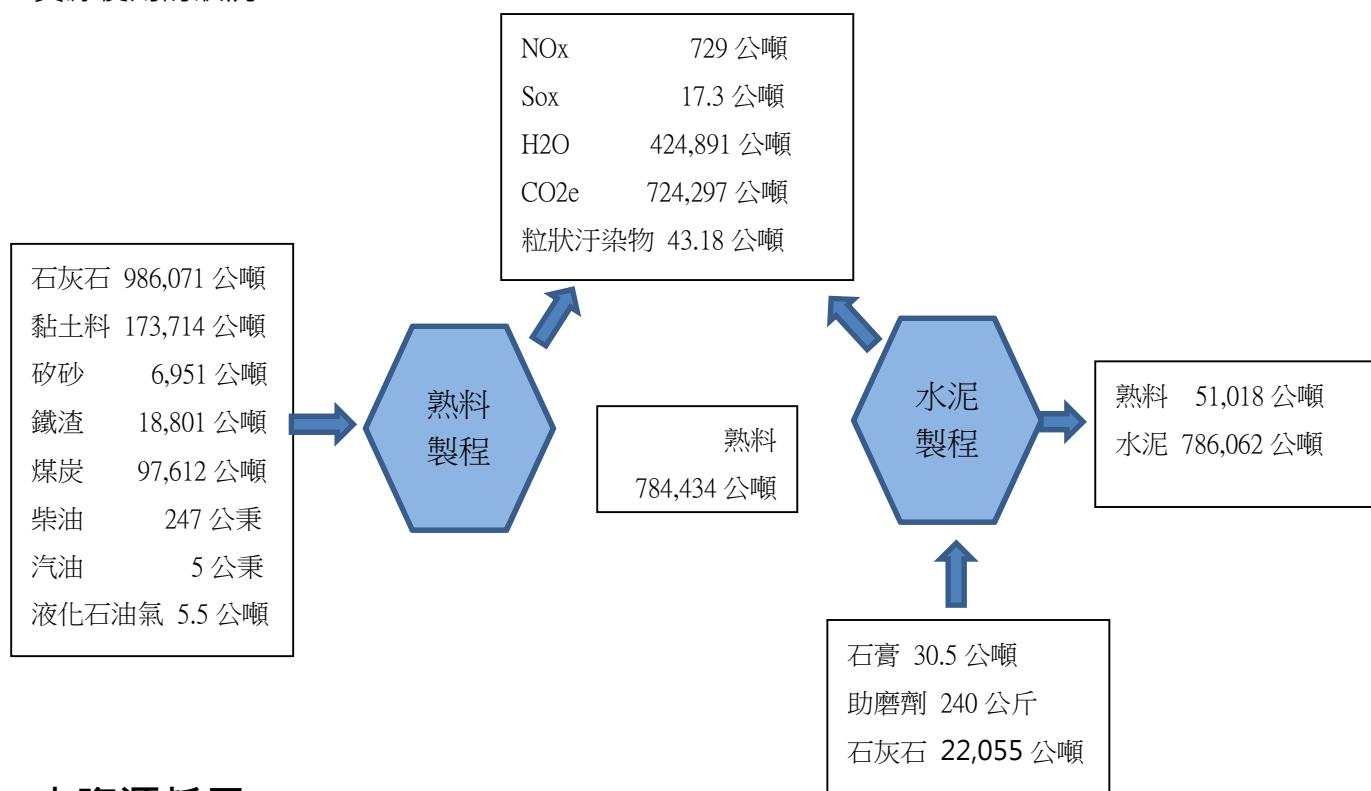 NOx 729 公噸
Sox 17.3 公噸
H2O 424,891 公噸
CO2e 724,297 公噸
粒狀汙染物 43.18 公噸
石灰石 986,071 公噸
黏土料 173,714 公噸
矽砂 6,951 公噸
鐵渣 18,801 公噸
煤炭 97,612 公噸
柴油 247 公秉
汽油 5 公秉
液化石油氣 5.5 公噸
熟料
製程
熟料
784,434 公噸
水泥
製程
熟料 51,018 公噸
水泥 786,062 公噸
石膏 30.5 公噸
助磨劑 240 公斤
石灰石 22,055 公噸